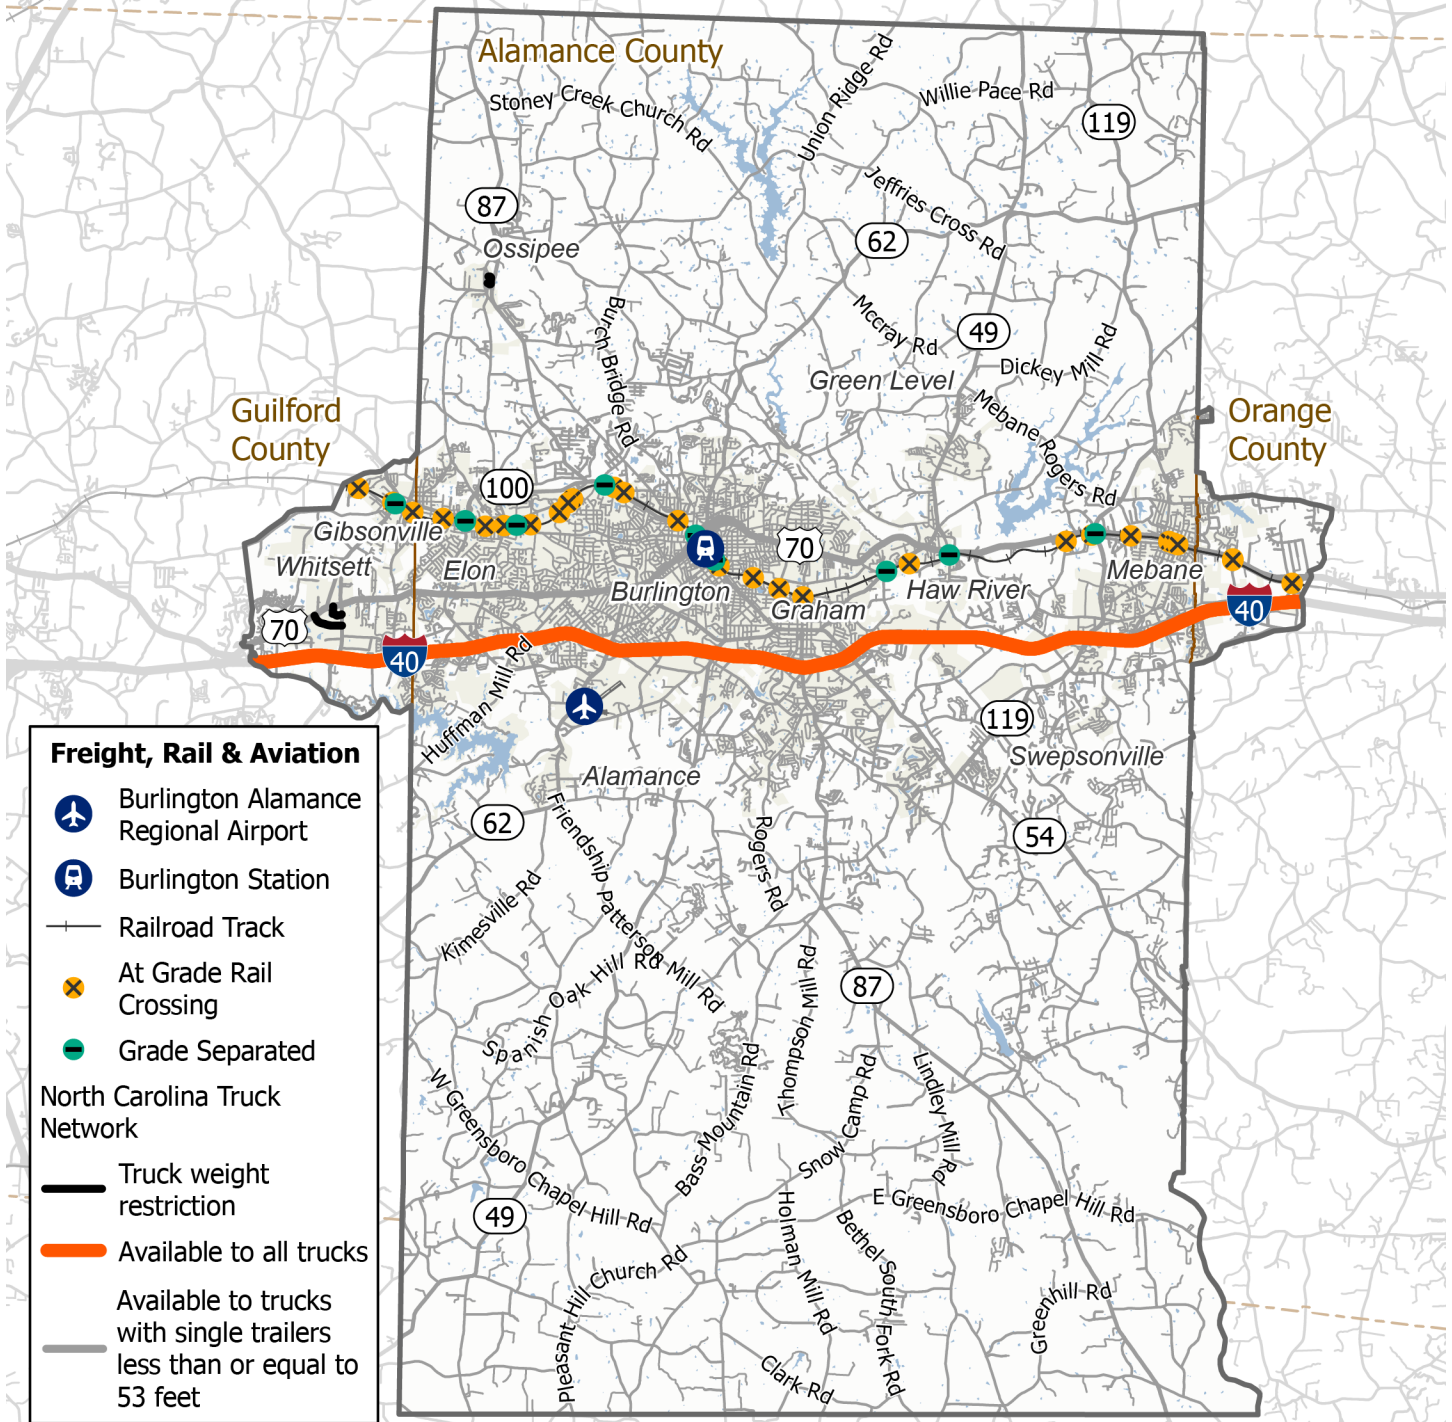 Alamance County
Stoney Creek Church Rd
Union Ridge Rd
Willie Pace Rd
119
87
Jeffries Cross Rd
62
Ossipee
Burch Bridge Rd
Mccray Rd
49
Dickey Mill Rd
Green Level
Mebane Rogers Rd
Guilford
County
Orange
County
100
Gibsonville
70
Whitsett
Elon
Burlington
Graham
Haw River
Mebane
70
40
40
Huffman Mill Rd
119
Swepsonville
Alamance
62
54
Friendship Patterson Mill Rd
Rogers Rd
Kimesville Rd
Spanish Oak Hill Rd
Thompson Mill Rd
87
W Greensboro Chapel Hill Rd
Bass Mountain Rd
Snow Camp Rd
Lindley Mill Rd
49
E Greensboro Chapel Hill Rd
Holman Mill Rd
Bethel South Fork Rd
Pleasant Hill Church Rd
Greenhill Rd
Clark Rd
Freight, Rail & Aviation
Burlington Alamance
Regional Airport
Burlington Station
Railroad Track
At Grade Rail
Crossing
Grade Separated
North Carolina Truck
Network
Truck weight
restriction
Available to all trucks
Available to trucks
with single trailers
less than or equal to
53 feet